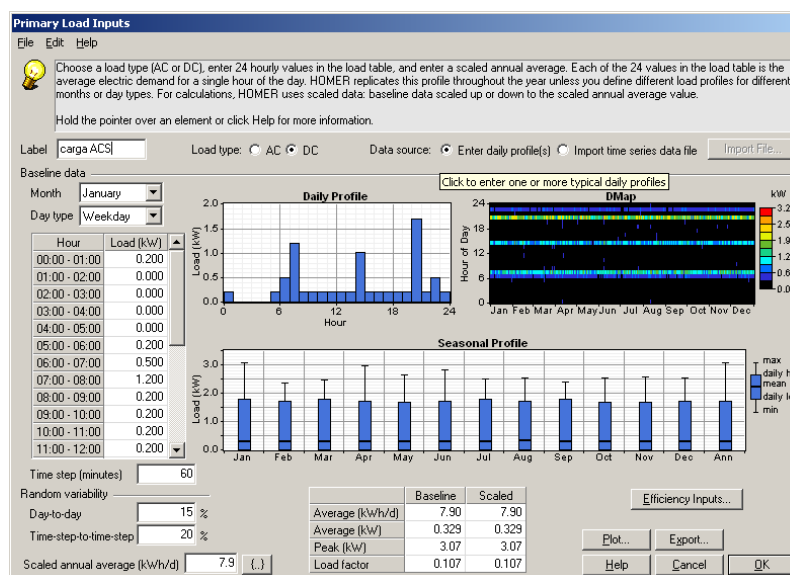 Primary Load Inputs
File Edit Help
Choose a load type (AC or DC), enter 24 hourly values in the load table, and enter a scaled annual average. Each of the 24 values in the load table is the
average electric demand for a single hour of the day. HOMER replicates this profile throughout the year unless you define different load profiles for different
months or day types. For calculations, HOMER uses scaled data: baseline data scaled up or down to the scaled annual average value.
Hold the pointer over an element or click Help for more information.
Label carga ACS Load type: AC DC Data source: Enter daily profile(s) Import time series data file Import File...
Click to enter one or more typical daily profiles
Baseline data
Month January
Day type Weekday
Hour Load (kW)
00:00 - 01:00 0.200
01:00 - 02:00 0.000
02:00 - 03:00 0.000
03:00 - 04:00 0.000
04:00 - 05:00 0.000
05:00 - 06:00 0.200
06:00 - 07:00 0.500
07:00 - 08:00 1.200
08:00 - 09:00 0.200
09:00 - 10:00 0.200
10:00 - 11:00 0.200
11:00 - 12:00 0.200
Time step (minutes) 60
Random variability
Day-to-day 15 %
Time-step-to-time-step 20 %
Scaled annual average (kWh/d) 7.9 {..}
Daily Profile
Load (kW)
2.0
1.5
1.0
0.5
0.0
0 6 12 18 24
Hour
DMap
Hour of Day
24
18
12
6
0
Jan Feb Mar Apr May Jun Jul Aug Sep Oct Nov Dec
kW
3.2
2.5
1.9
1.2
0.6
0.0
Seasonal Profile
Load (kW)
3.0
2.0
1.0
0.0
Jan Feb Mar Apr May Jun Jul Aug Sep Oct Nov Dec Ann
max
daily h
mean
daily lo
min
Baseline Scaled
Average (kWh/d) 7.90 7.90
Average (kW) 0.329 0.329
Peak (kW) 3.07 3.07
Load factor 0.107 0.107
Efficiency Inputs...
Plot... Export...
Help Cancel OK